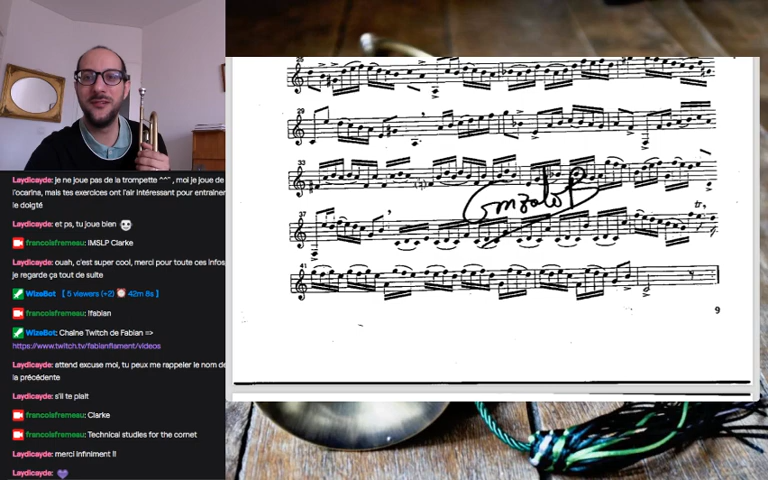 Laydicayde: je ne joue pas de la trompette ^^" , moi je joue de
l'ocarina, mais tes exercices ont l'air intéressant pour entrainer
le doigté
Laydicayde: et ps, tu joue bien
francoisfremeau: IMSLP Clarke
Laydicayde: ouah, c'est super cool, merci pour toute ces infos,
je regarde ça tout de suite
WizeBot [ 5 viewers (+2) 42m 8s ]
francoisfremeau: !fabian
WizeBot: Chaîne Twitch de Fabian =>
https://www.twitch.tv/fabianflament/videos
Laydicayde: attend excuse moi, tu peux me rappeler le nom de
la précédente
Laydicayde: s'il te plait
francoisfremeau: Clarke
francoisfremeau: Technical studies for the cornet
Laydicayde: merci infiniment !!
Laydicayde:
25
29
33
Gonzalo B
37
tr
41
9